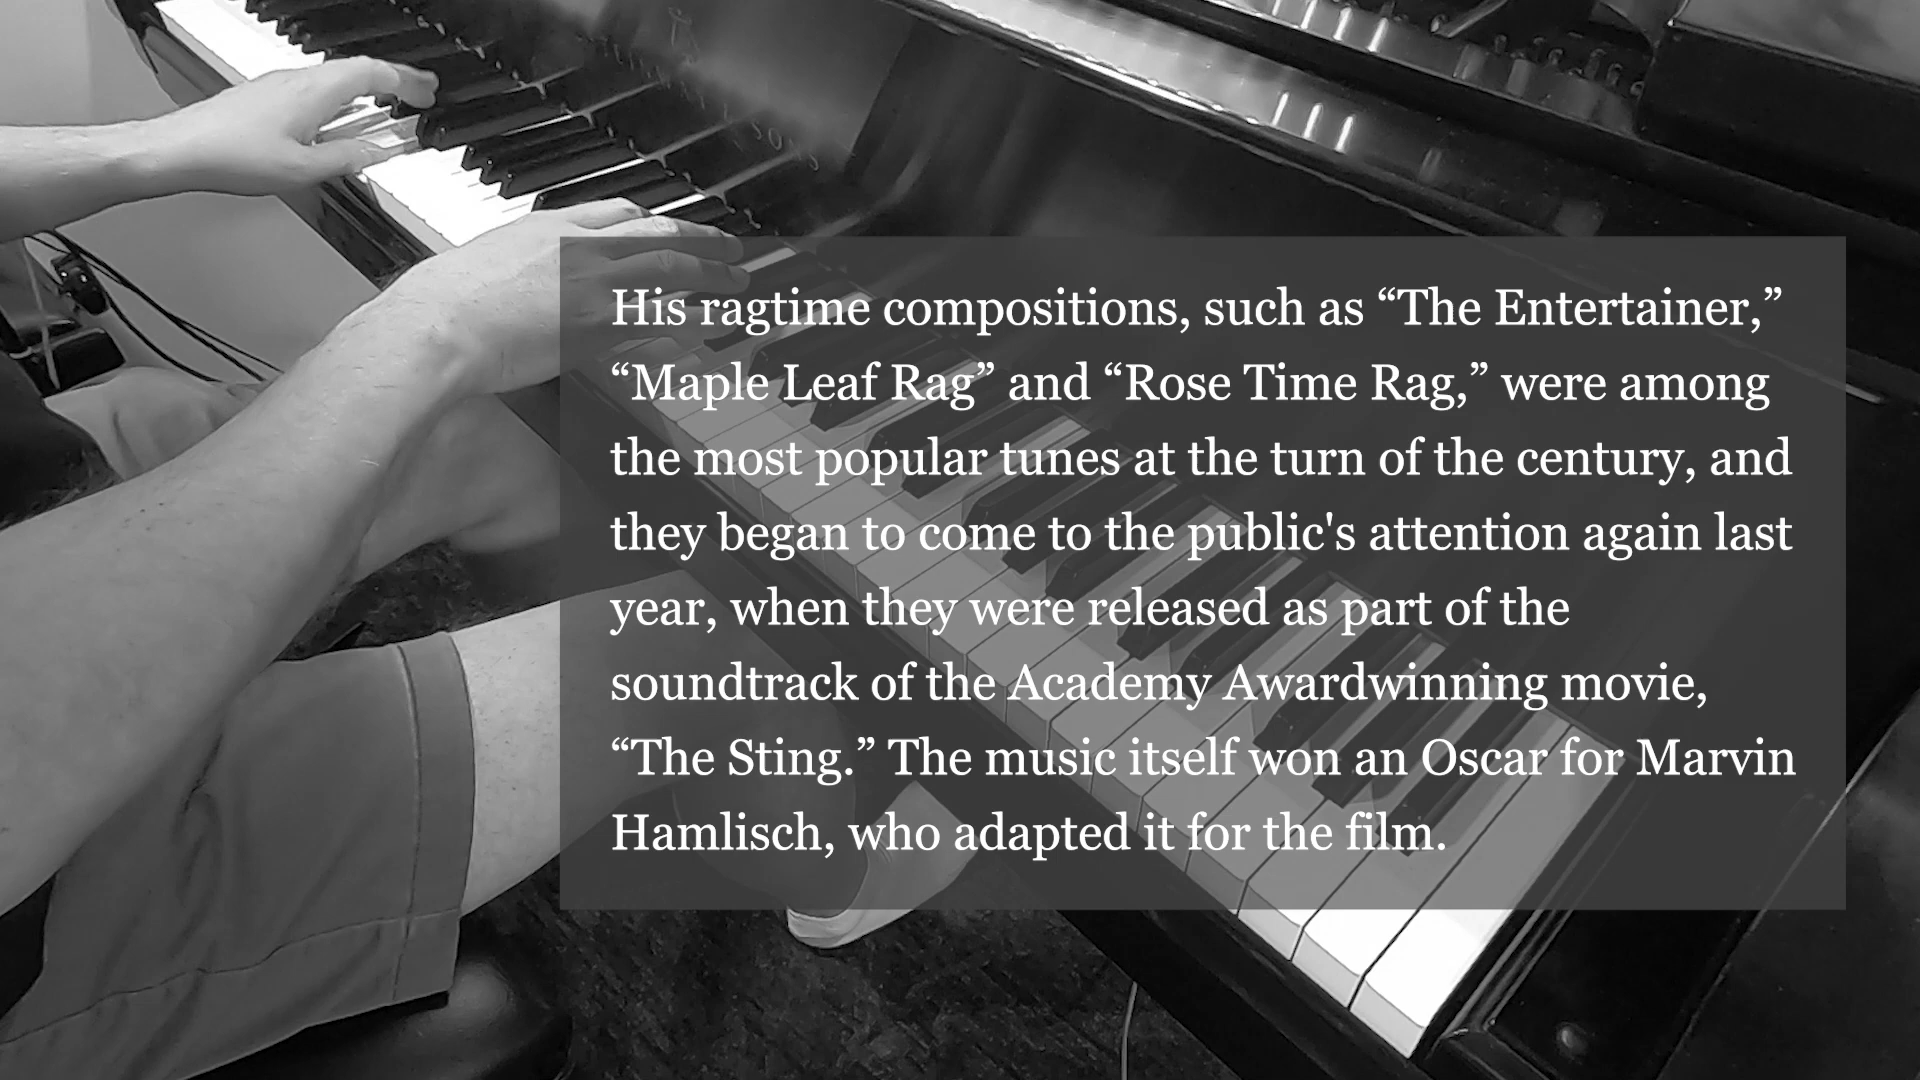 His ragtime compositions, such as “The Entertainer,”
“Maple Leaf Rag” and “Rose Time Rag,” were among
the most popular tunes at the turn of the century, and
they began to come to the public's attention again last
year, when they were released as part of the
soundtrack of the Academy Awardwinning movie,
“The Sting.” The music itself won an Oscar for Marvin
Hamlisch, who adapted it for the film.